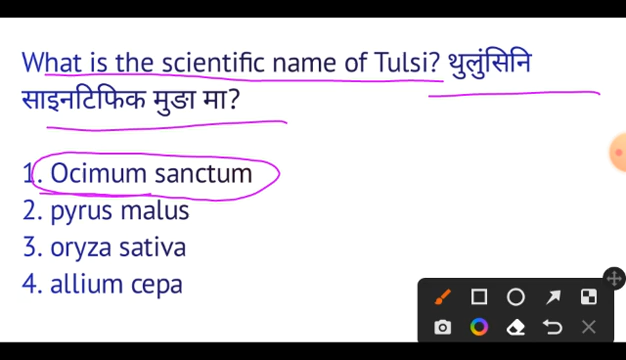 What is the scientific name of Tulsi? थुलुंसिनि
साइनटिफिक मुङा मा?
1. Ocimum sanctum
2. pyrus malus
3. oryza sativa
4. allium cepa